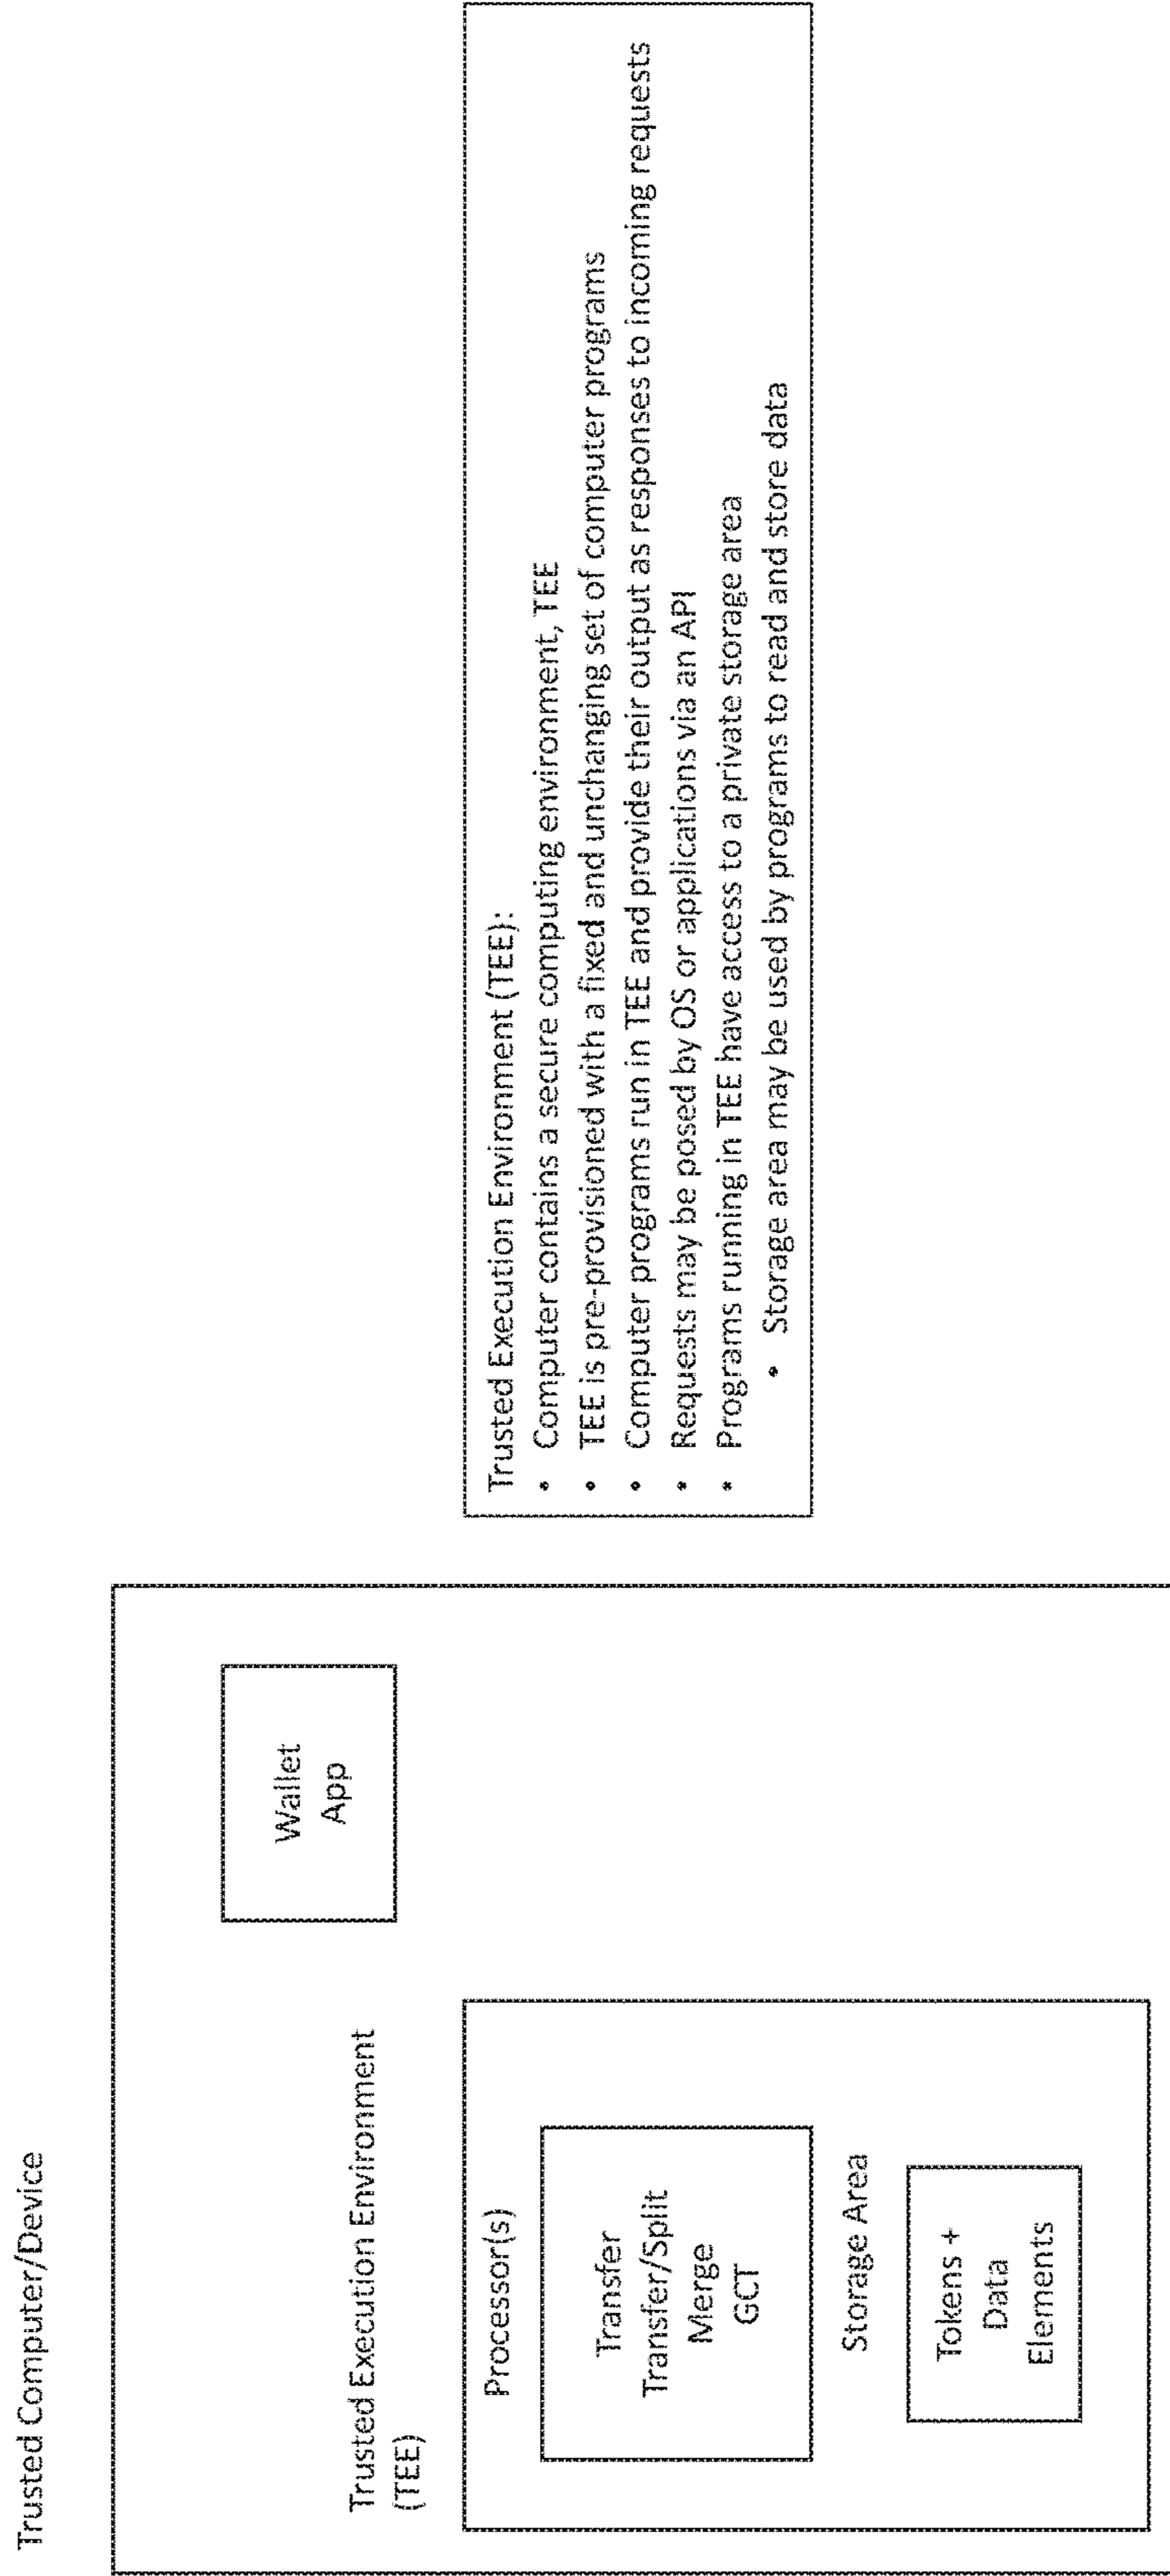 Trusted Computer/Device
Wallet
App
Trusted Execution Environment
(TEE)
Processor(s)
Transfer
Transfer/Split
Merge
GCT
Storage Area
Tokens +
Data
Elements
Trusted Execution Environment (TEE):
• Computer contains a secure computing environment, TEE
• TEE is pre-provisioned with a fixed and unchanging set of computer programs
• Computer programs run in TEE and provide their output as responses to incoming requests
• Requests may be posed by OS or applications via an API
• Programs running in TEE have access to a private storage area
• Storage area may be used by programs to read and store data